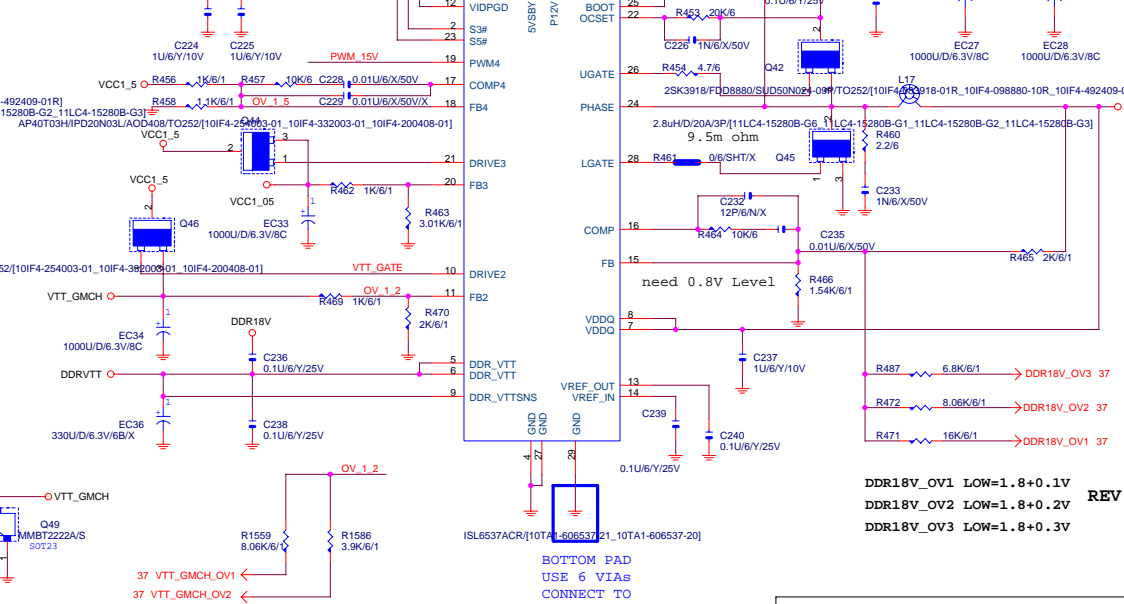 12 VIDPGD
2 S3#
23 S5#
19 PWM4
17 COMP4
18 FB4
21 DRIVE3
20 FB3
10 DRIVE2
11 FB2
5 DDR_VTT
6 DDR_VTT
9 DDR_VTTSNS
5VSBY
P12V
BOOT 25
OCSET 22
UGATE 26
PHASE 24
LGATE 28
COMP 16
FB 15
VDDQ 8
VDDQ 7
VREF_OUT 13
VREF_IN 14
GND 4
GND 27
GND 29
C224
1U/6/Y/10V
C225
1U/6/Y/10V
PWM_15V
VCC1_5
R456 1K/6/1
R457 10K/6
C228 0.01U/6/X/50V
R458 1.1K/6/1
OV_1_5
C229 0.01U/6/X/50V/X
-492409-01R]
15280B-G2_11LC4-15280B-G3]
AP40T03H/IPD20N03L/AOD408/TO252/[10IF4-254003-01_10IF4-332003-01_10IF4-200408-01]
VCC1_5
Q44
3
2
1
VCC1_05
R462 1K/6/1
EC33
1000U/D/6.3V/8C
1
R463
3.01K/6/1
VCC1_5
2
Q46
52/[10IF4-254003-01_10IF4-332003-01_10IF4-200408-01]
VTT_GATE
VTT_GMCH
R469 1K/6/1
OV_1_2
R470
2K/6/1
EC34
1000U/D/6.3V/8C
1
DDR18V
C236
0.1U/6/Y/25V
DDRVTT
EC36
330U/D/6.3V/6B/X
1
C238
0.1U/6/Y/25V
OV_1_2
VTT_GMCH
Q49
MMBT2222A/S
SOT23
1
R1559
8.06K/6/1
R1586
3.9K/6/1
37 VTT_GMCH_OV1
37 VTT_GMCH_OV2
ISL6537ACR/[10TA1-606537-21_10TA1-606537-20]
BOTTOM PAD
USE 6 VIAs
CONNECT TO
R453 20K/6
0.1U/6/Y/25V
C226 1N/6/X/50V
R454 4.7/6
Q42
2
EC27
1000U/D/6.3V/8C
EC28
1000U/D/6.3V/8C
L17
2.8uH/D/20A/3P/[11LC4-15280B-G6_11LC4-15280B-G1_11LC4-15280B-G2_11LC4-15280B-G3]
9.5m ohm
2
R461 0/6/SHT/X
Q45
1
3
R460
2.2/6
C233
1N/6/X/50V
C232
12P/6/N/X
R464 10K/6
C235
0.01U/6/X/50V
R465 2K/6/1
need 0.8V Level
R466
1.54K/6/1
C237
1U/6/Y/10V
C239
0.1U/6/Y/25V
C240
0.1U/6/Y/25V
R487 6.8K/6/1 DDR18V_OV3 37
R472 8.06K/6/1 DDR18V_OV2 37
R471 16K/6/1 DDR18V_OV1 37
DDR18V_OV1 LOW=1.8+0.1V
DDR18V_OV2 LOW=1.8+0.2V
DDR18V_OV3 LOW=1.8+0.3V
REV